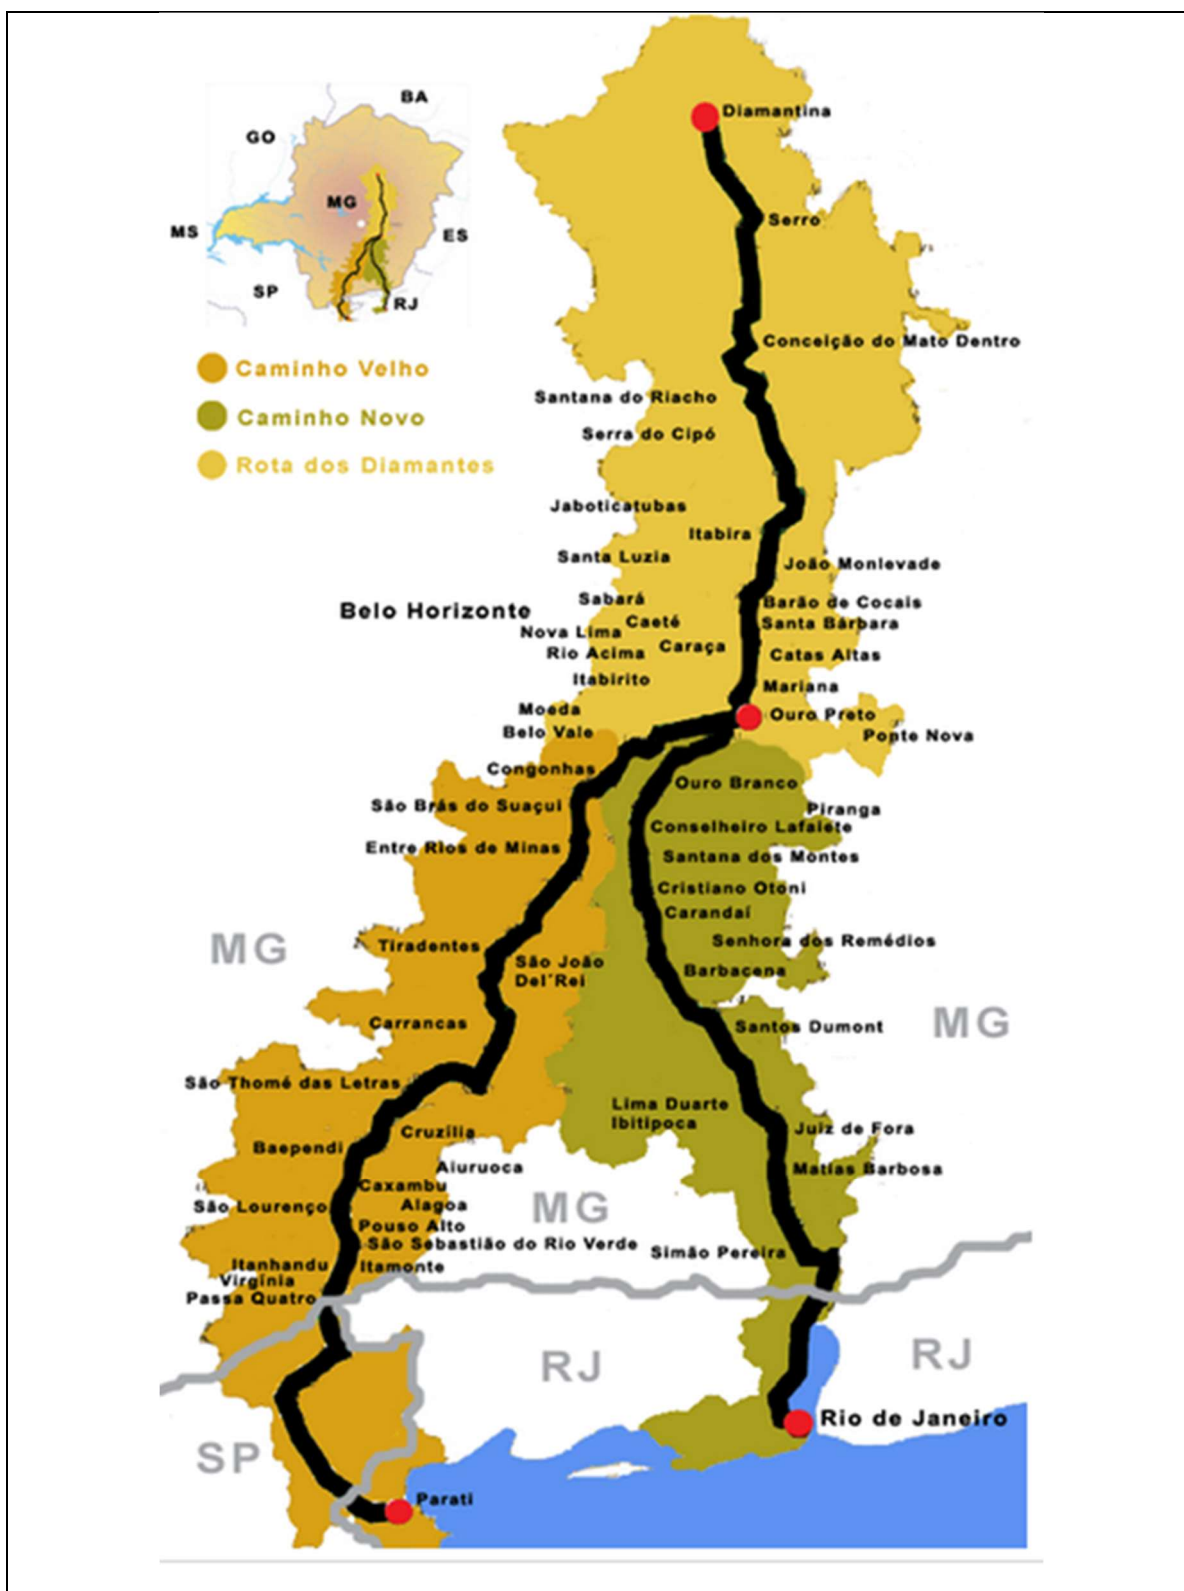 BA
GO
MG
MS
ES
SP
RJ
Caminho Velho
Caminho Novo
Rota dos Diamantes
Diamantina
Serro
Conceição do Mato Dentro
Santana do Riacho
Serra do Cipó
Jaboticatubas
Itabira
Santa Luzia
João Monlevade
Sabará
Barão de Cocais
Belo Horizonte
Caeté
Santa Bárbara
Nova Lima
Caraça
Rio Acima
Catas Altas
Itabirito
Mariana
Moeda
Ouro Preto
Belo Vale
Ponte Nova
Congonhas
Ouro Branco
São Brás do Suaçui
Piranga
Conselheiro Lafaiete
Entre Rios de Minas
Santana dos Montes
Cristiano Otoni
Carandaí
MG
Tiradentes
Senhora dos Remédios
São João
Del'Rei
Barbacena
Carrancas
Santos Dumont
MG
São Thomé das Letras
Lima Duarte
Ibitipoca
Cruzília
Juiz de Fora
Baependi
Aiuruoca
Matias Barbosa
Caxambu
São Lourenço
Alagoa
MG
Pouso Alto
São Sebastião do Rio Verde
Simão Pereira
Itanhandu
Itamonte
Virgínia
Passa Quatro
RJ
RJ
Rio de Janeiro
SP
Parati